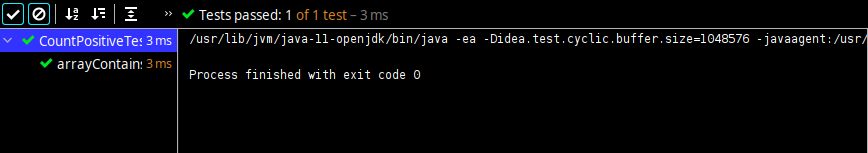 Tests passed: 1 of 1 test – 3 ms
CountPositiveTes 3 ms
arrayContains 3 ms
/usr/lib/jvm/java-11-openjdk/bin/java -ea -Didea.test.cyclic.buffer.size=1048576 -javaagent:/usr/
Process finished with exit code 0